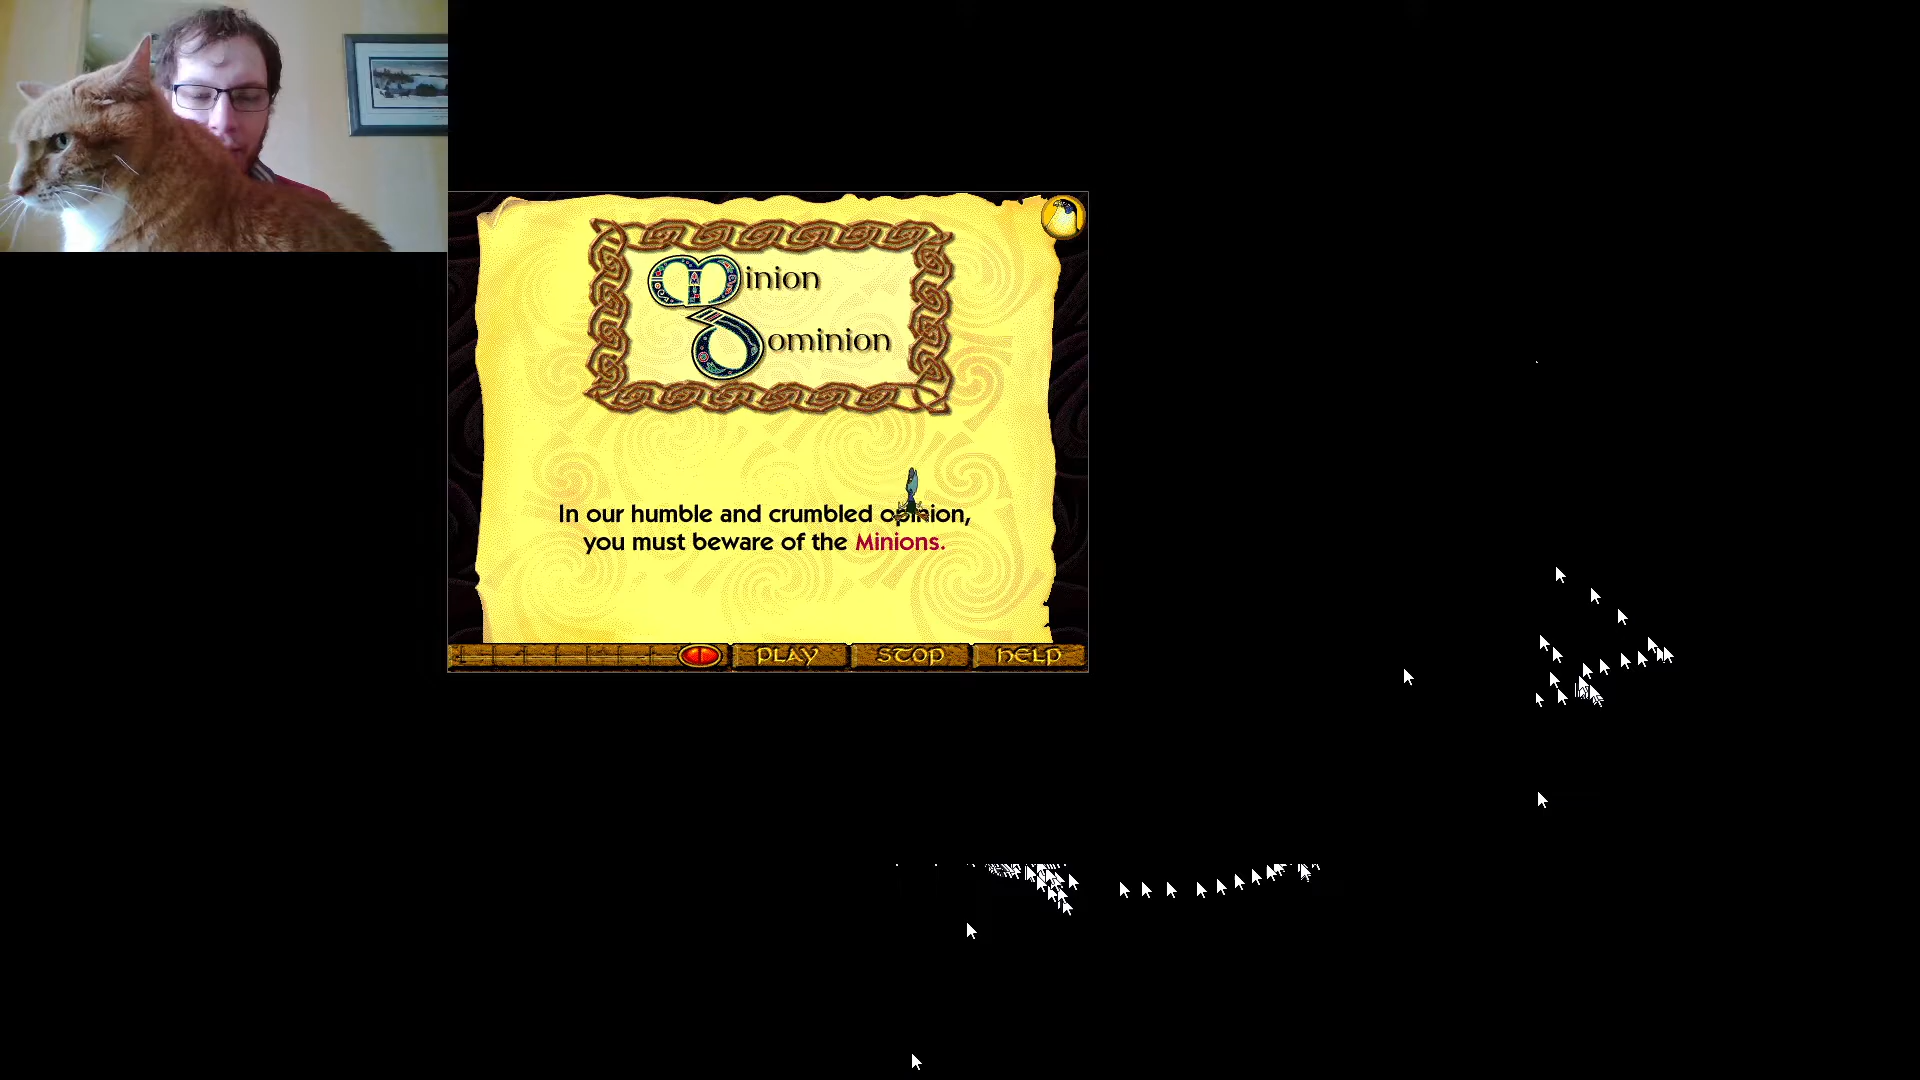 Minion
Dominion
In our humble and crumbled opinion,
you must beware of the Minions.
PLAY STOP HELP